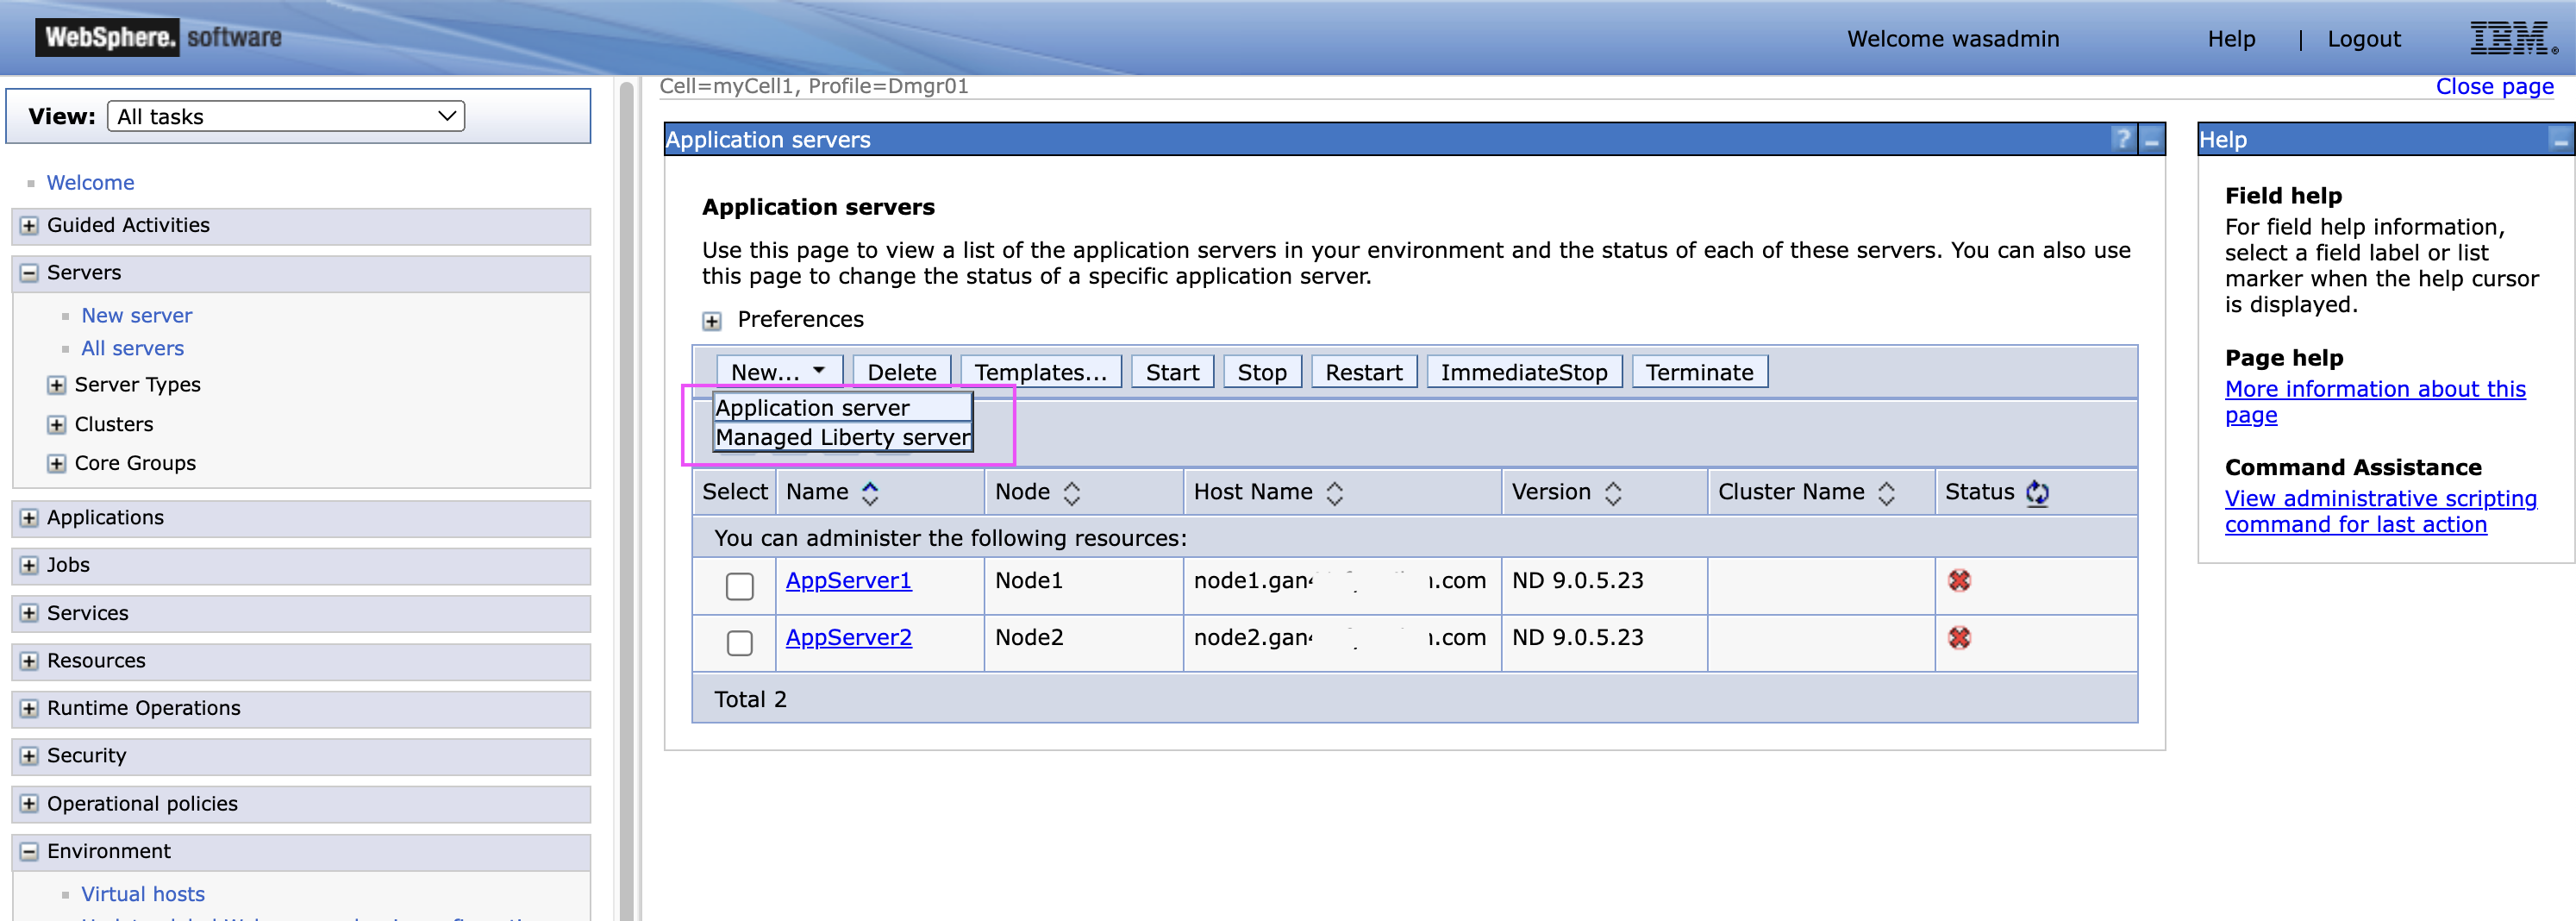 WebSphere. software
Welcome wasadmin
Help | Logout
IBM
Cell=myCell1, Profile=Dmgr01
Close page
View: All tasks
Welcome
Guided Activities
Servers
New server
All servers
Server Types
Clusters
Core Groups
Applications
Jobs
Services
Resources
Runtime Operations
Security
Operational policies
Environment
Virtual hosts
Application servers
Application servers
Use this page to view a list of the application servers in your environment and the status of each of these servers. You can also use
this page to change the status of a specific application server.
Preferences
New... Delete Templates... Start Stop Restart ImmediateStop Terminate
Application server
Managed Liberty server
Select Name Node Host Name Version Cluster Name Status
You can administer the following resources:
AppServer1 Node1 ND 9.0.5.23
AppServer2 Node2 ND 9.0.5.23
Total 2
Help
Field help
For field help information,
select a field label or list
marker when the help cursor
is displayed.
Page help
More information about this
page
Command Assistance
View administrative scripting
command for last action